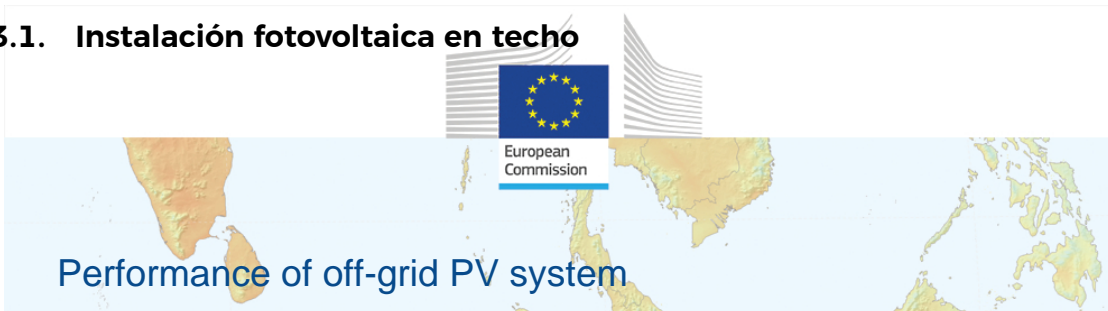 3.1. Instalación fotovoltaica en techo
European
Commission
Performance of off-grid PV system